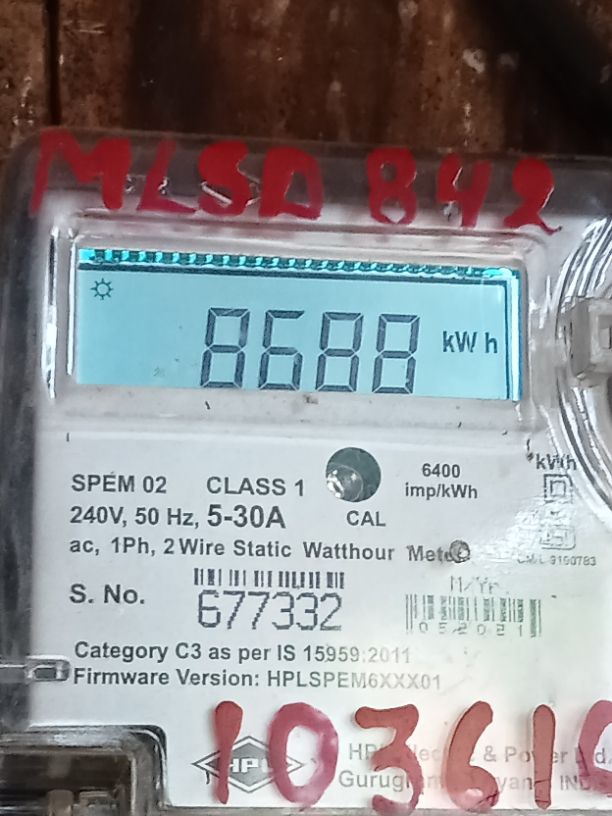 MLSD 842
8688 kWh
SPEM 02 CLASS 1 6400 imp/kWh kWh
240V, 50 Hz, 5-30A CAL
ac, 1Ph, 2 Wire Static Watthour Meter
S. No. 677332 M/Yr.
Category C3 as per IS 15959:2011
Firmware Version: HPLSPEM6XXX01
HPL & Power
103610